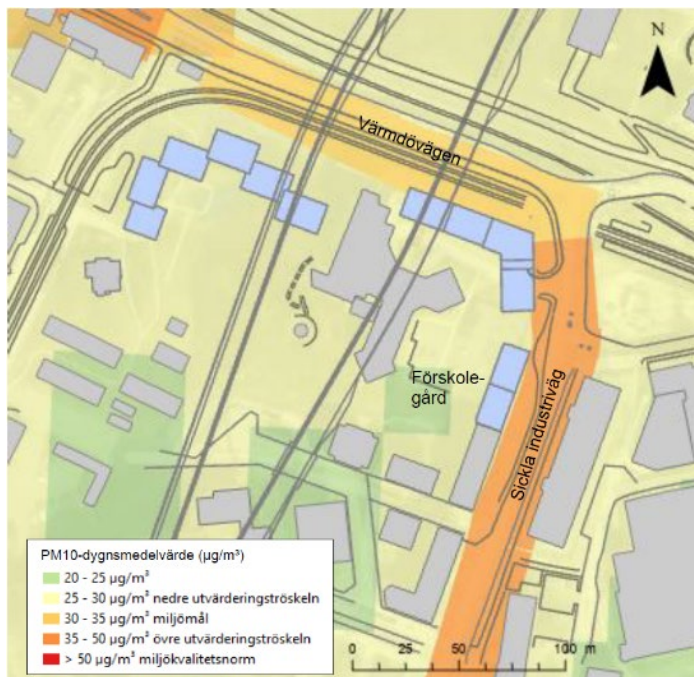 N
Värmdövägen
Förskole-
gård
Sickla industriväg
PM10-dygnsmedelvärde (µg/m³)
20 - 25 µg/m³
25 - 30 µg/m³ nedre utvärderingströskeln
30 - 35 µg/m³ miljömål
35 - 50 µg/m³ övre utvärderingströskeln
> 50 µg/m³ miljökvalitetsnorm
0 25 50 100 m